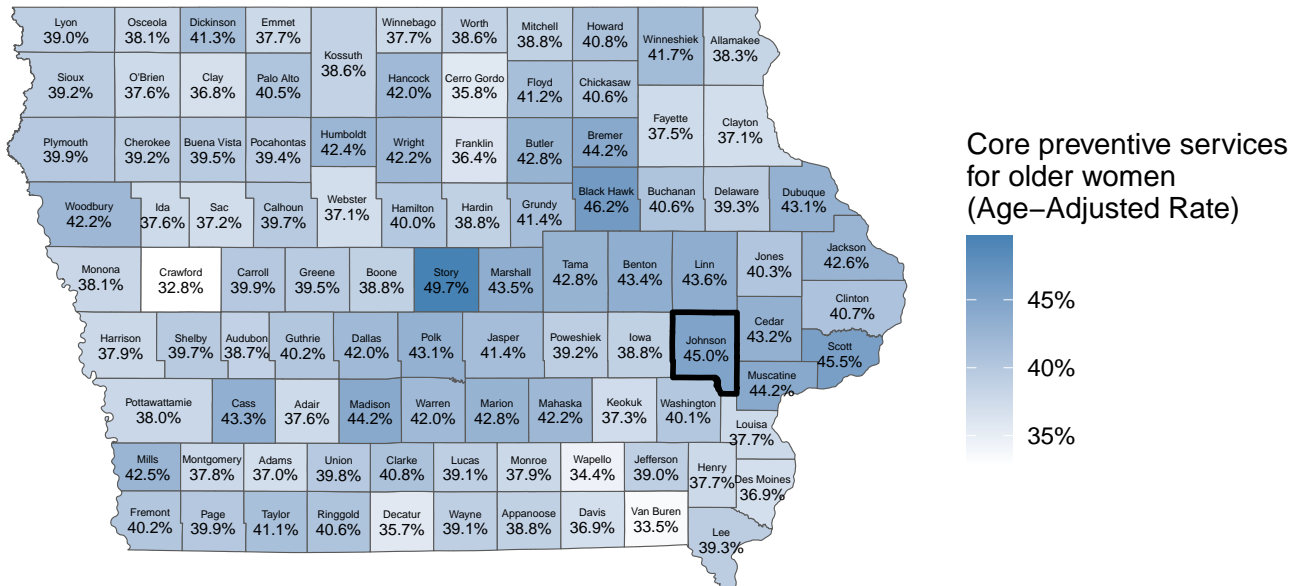 Lyon
39.0%
Osceola
38.1%
Dickinson
41.3%
Emmet
37.7%
Kossuth
38.6%
Winnebago
37.7%
Worth
38.6%
Mitchell
38.8%
Howard
40.8%
Winneshiek
41.7%
Allamakee
38.3%
Sioux
39.2%
O'Brien
37.6%
Clay
36.8%
Palo Alto
40.5%
Hancock
42.0%
Cerro Gordo
35.8%
Floyd
41.2%
Chickasaw
40.6%
Fayette
37.5%
Clayton
37.1%
Plymouth
39.9%
Cherokee
39.2%
Buena Vista
39.5%
Pocahontas
39.4%
Humboldt
42.4%
Wright
42.2%
Franklin
36.4%
Butler
42.8%
Bremer
44.2%
Woodbury
42.2%
Ida
37.6%
Sac
37.2%
Calhoun
39.7%
Webster
37.1%
Hamilton
40.0%
Hardin
38.8%
Grundy
41.4%
Black Hawk
46.2%
Buchanan
40.6%
Delaware
39.3%
Dubuque
43.1%
Monona
38.1%
Crawford
32.8%
Carroll
39.9%
Greene
39.5%
Boone
38.8%
Story
49.7%
Marshall
43.5%
Tama
42.8%
Benton
43.4%
Linn
43.6%
Jones
40.3%
Jackson
42.6%
Clinton
40.7%
Harrison
37.9%
Shelby
39.7%
Audubon
38.7%
Guthrie
40.2%
Dallas
42.0%
Polk
43.1%
Jasper
41.4%
Poweshiek
39.2%
Iowa
38.8%
Johnson
45.0%
Cedar
43.2%
Scott
45.5%
Muscatine
44.2%
Pottawattamie
38.0%
Cass
43.3%
Adair
37.6%
Madison
44.2%
Warren
42.0%
Marion
42.8%
Mahaska
42.2%
Keokuk
37.3%
Washington
40.1%
Louisa
37.7%
Mills
42.5%
Montgomery
37.8%
Adams
37.0%
Union
39.8%
Clarke
40.8%
Lucas
39.1%
Monroe
37.9%
Wapello
34.4%
Jefferson
39.0%
Henry
37.7%
Des Moines
36.9%
Fremont
40.2%
Page
39.9%
Taylor
41.1%
Ringgold
40.6%
Decatur
35.7%
Wayne
39.1%
Appanoose
38.8%
Davis
36.9%
Van Buren
33.5%
Lee
39.3%
Core preventive services
for older women
(Age−Adjusted Rate)
45%
40%
35%